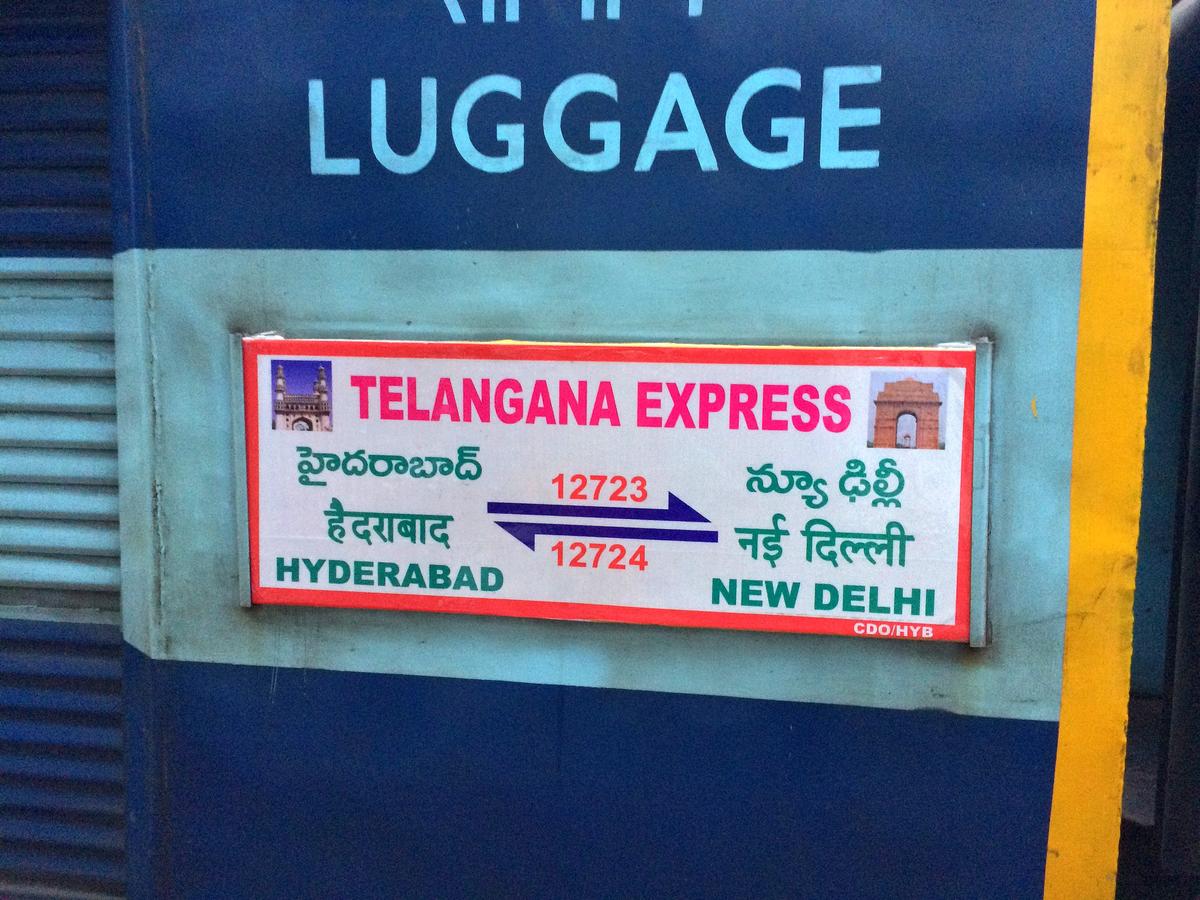 LUGGAGE
TELANGANA EXPRESS
హైదరాబాద్
हैदराबाद
HYDERABAD
12723
12724
న్యూ ఢిల్లీ
नई दिल्ली
NEW DELHI
CDO/HYB